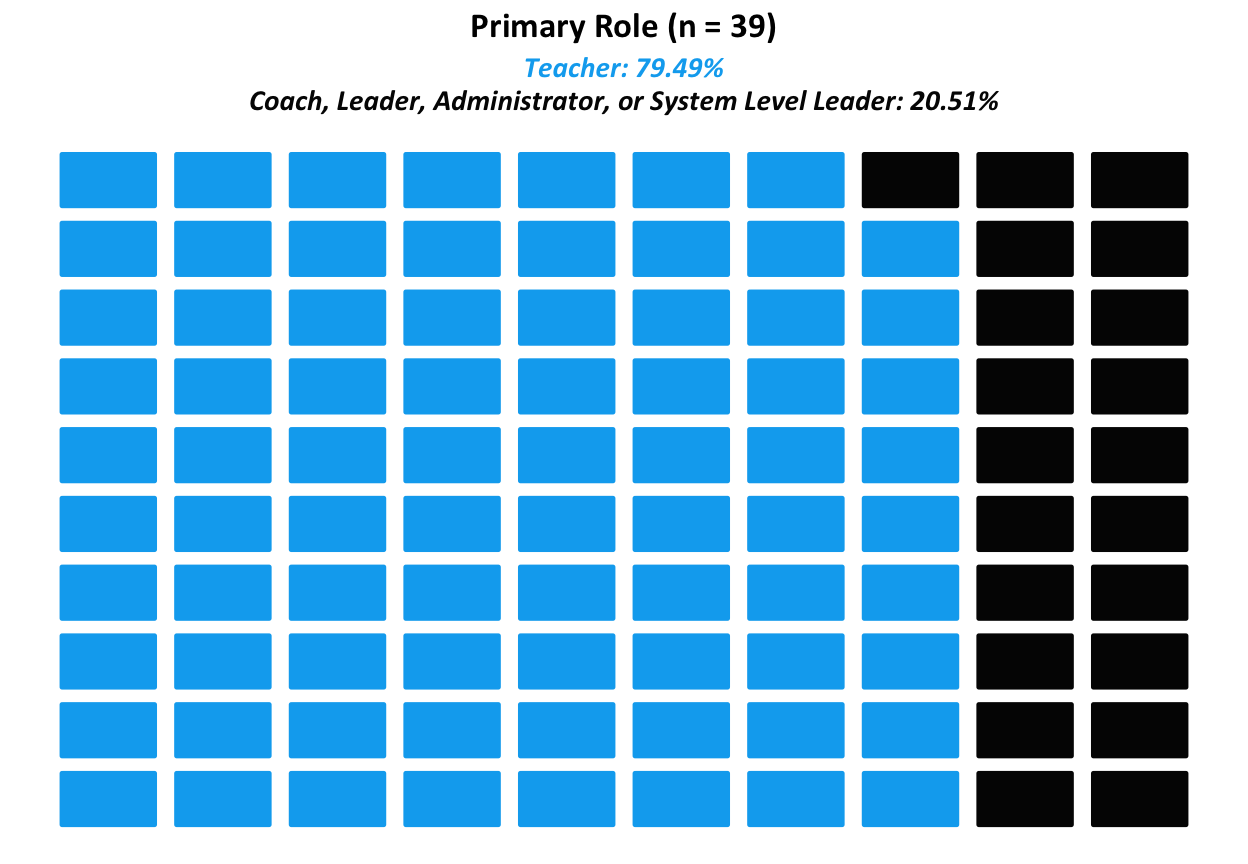 Primary Role (n = 39)
Teacher: 79.49%
Coach, Leader, Administrator, or System Level Leader: 20.51%